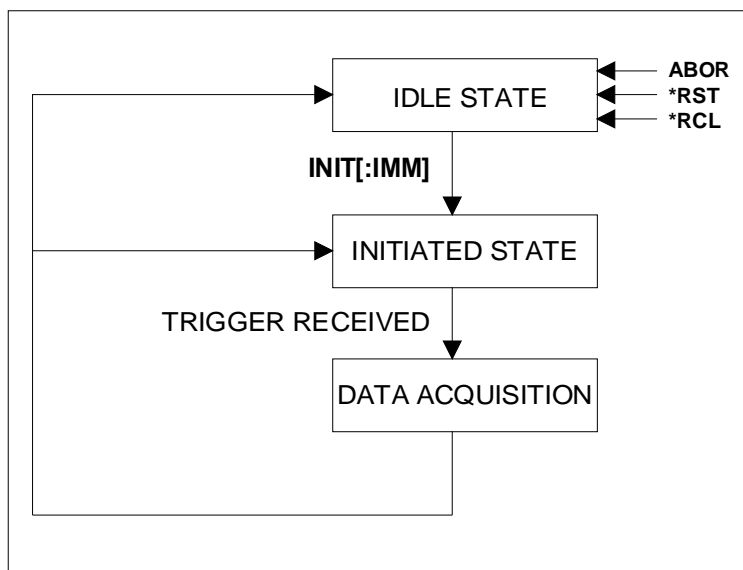 IDLE STATE
ABOR
*RST
*RCL
INIT[:IMM]
INITIATED STATE
TRIGGER RECEIVED
DATA ACQUISITION